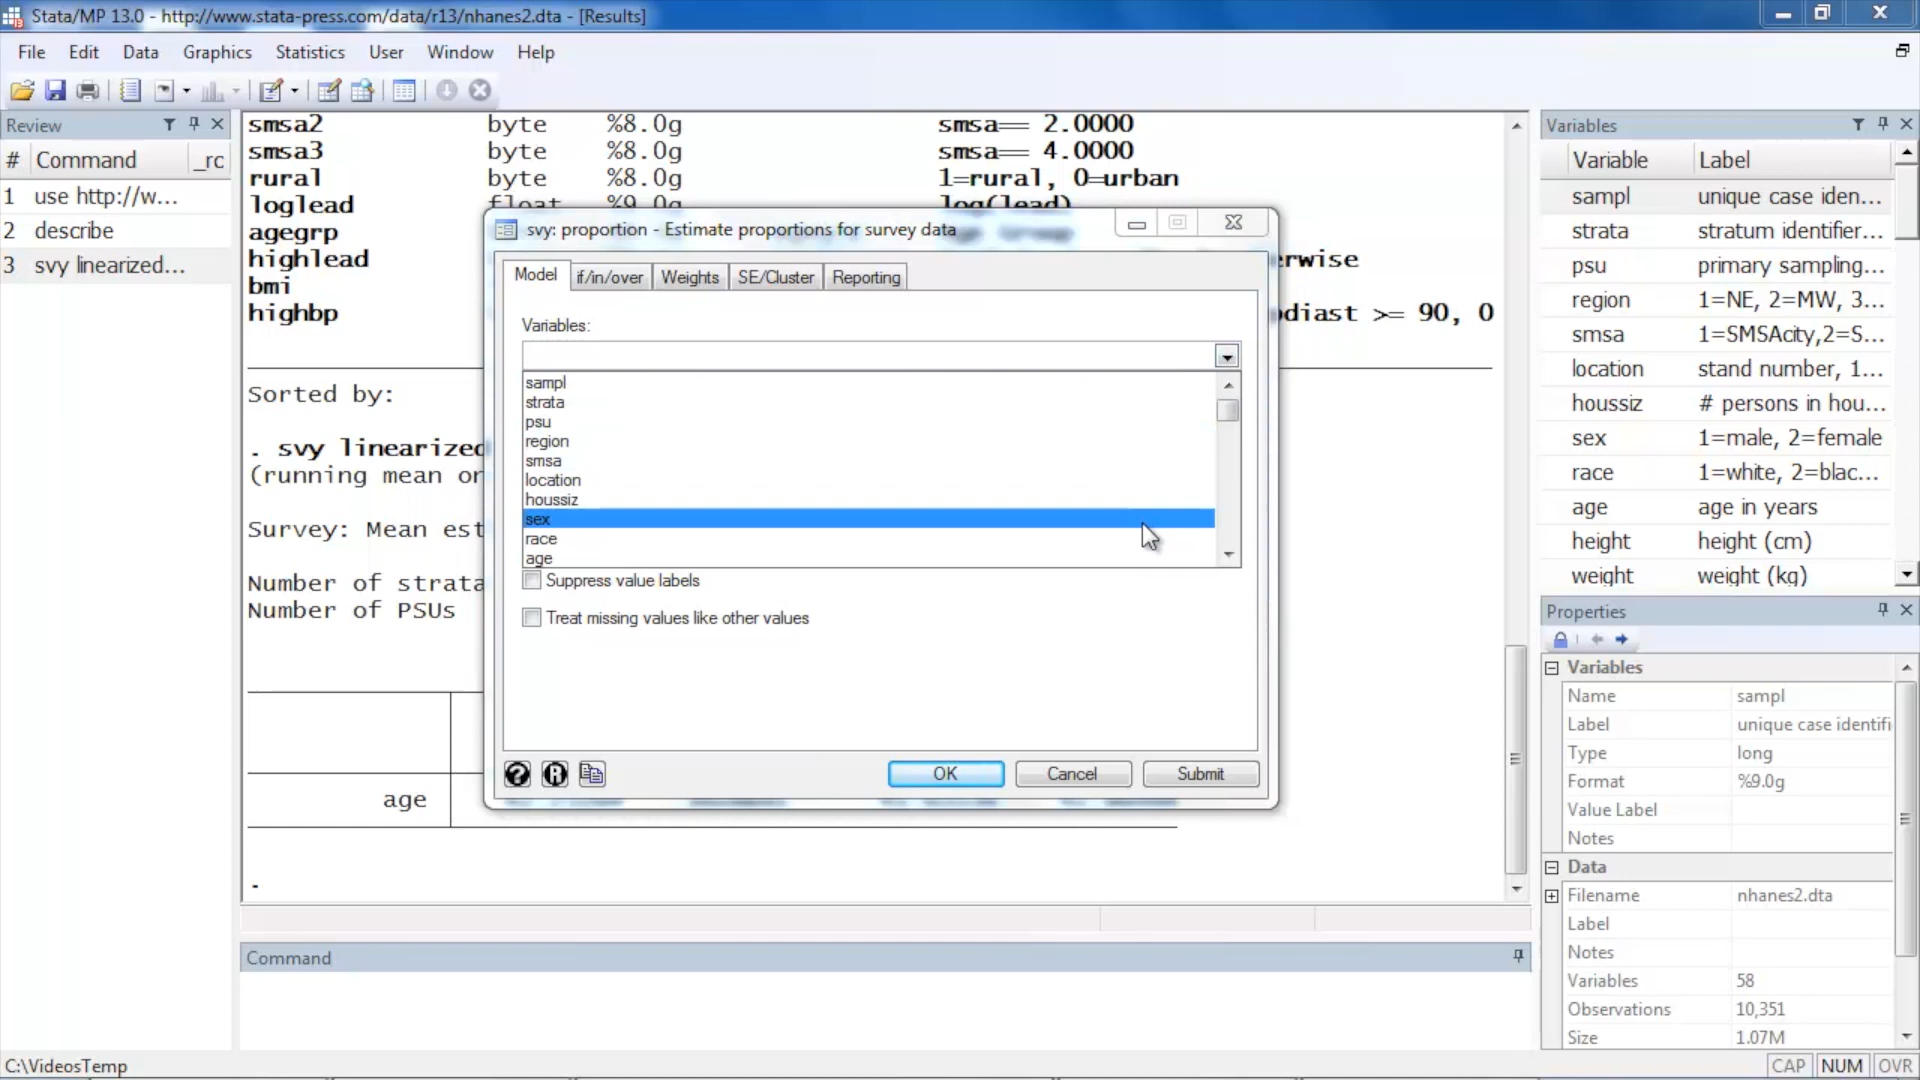 Stata/MP 13.0 - http://www.stata-press.com/data/r13/nhanes2.dta - [Results]
File Edit Data Graphics Statistics User Window Help
Review
# Command _rc
1 use http://w...
2 describe
3 svy linearized...
smsa2 byte %8.0g smsa== 2.0000
smsa3 byte %8.0g smsa== 4.0000
rural byte %8.0g 1=rural, 0=urban
loglead float %9.0g log(lead)
agegrp
highlead erwise
bmi
highbp diast >= 90, 0
Sorted by:
. svy linearized
(running mean on
Survey: Mean est
Number of strata
Number of PSUs
age
.
svy: proportion - Estimate proportions for survey data
Model if/in/over Weights SE/Cluster Reporting
Variables:
sampl
strata
psu
region
smsa
location
houssiz
sex
race
age
Suppress value labels
Treat missing values like other values
OK Cancel Submit
Command
Variables
Variable Label
sampl unique case iden...
strata stratum identifier...
psu primary sampling...
region 1=NE, 2=MW, 3...
smsa 1=SMSAcity,2=S...
location stand number, 1...
houssiz # persons in hou...
sex 1=male, 2=female
race 1=white, 2=blac...
age age in years
height height (cm)
weight weight (kg)
Properties
Variables
Name sampl
Label unique case identifi
Type long
Format %9.0g
Value Label
Notes
Data
Filename nhanes2.dta
Label
Notes
Variables 58
Observations 10,351
Size 1.07M
C:\VideosTemp
CAP NUM OVR